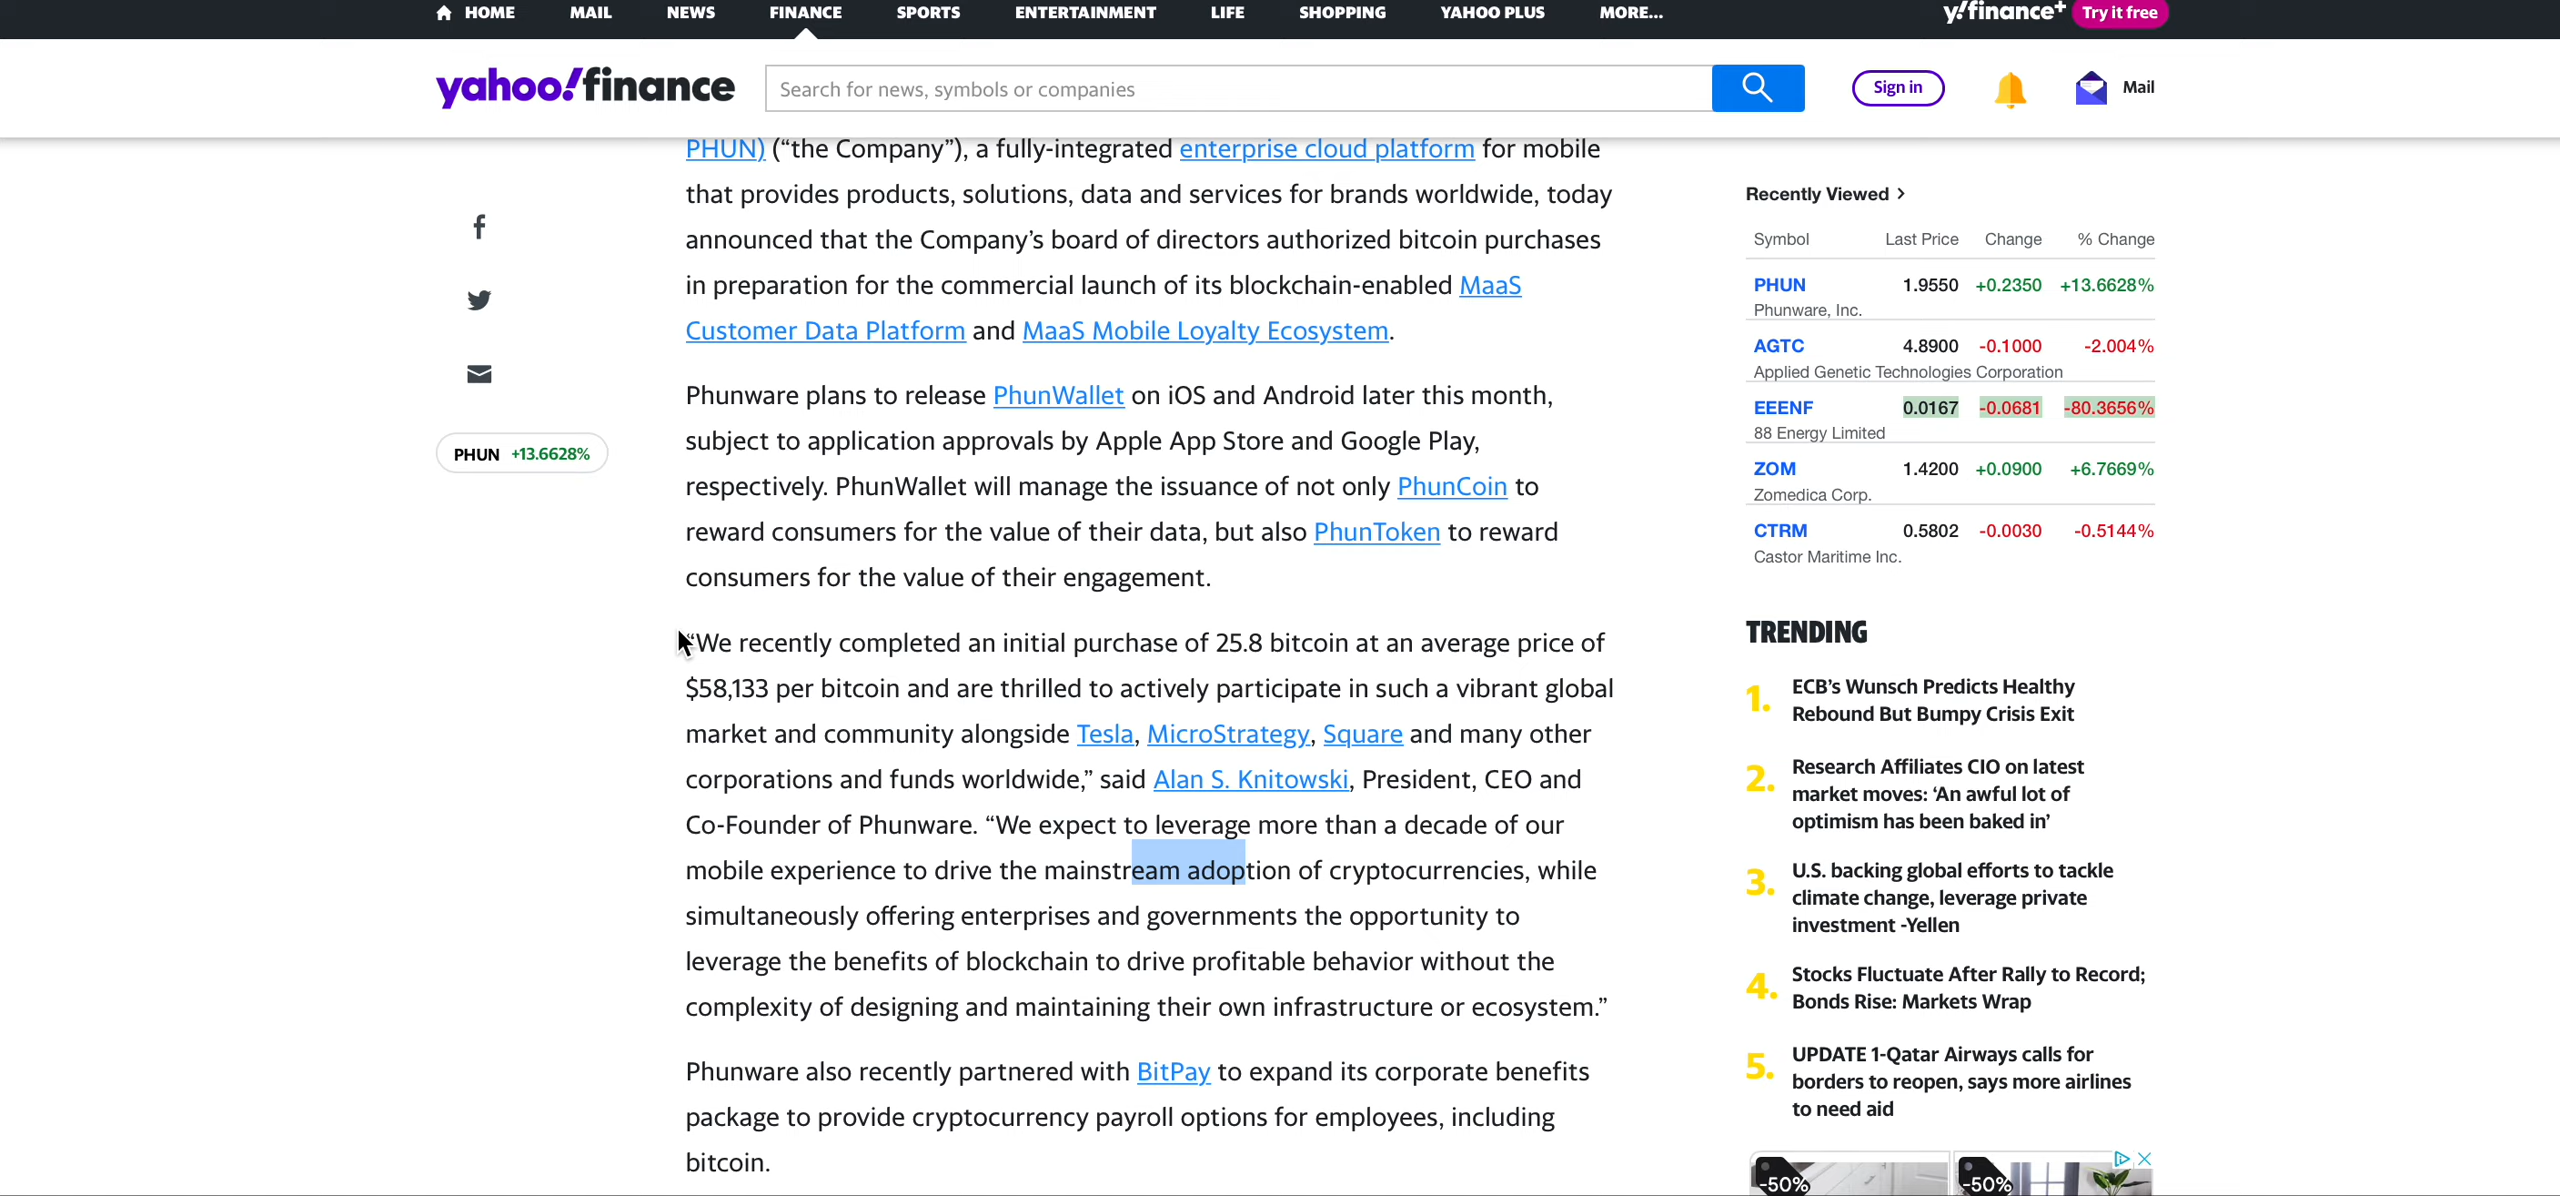 HOME MAIL NEWS FINANCE SPORTS ENTERTAINMENT LIFE SHOPPING YAHOO PLUS MORE... y!finance+ Try it free
yahoo!finance Search for news, symbols or companies Sign in Mail
PHUN) (“the Company”), a fully-integrated enterprise cloud platform for mobile
that provides products, solutions, data and services for brands worldwide, today
announced that the Company’s board of directors authorized bitcoin purchases
in preparation for the commercial launch of its blockchain-enabled MaaS
Customer Data Platform and MaaS Mobile Loyalty Ecosystem.
Phunware plans to release PhunWallet on iOS and Android later this month,
subject to application approvals by Apple App Store and Google Play,
respectively. PhunWallet will manage the issuance of not only PhunCoin to
reward consumers for the value of their data, but also PhunToken to reward
consumers for the value of their engagement.
“We recently completed an initial purchase of 25.8 bitcoin at an average price of
$58,133 per bitcoin and are thrilled to actively participate in such a vibrant global
market and community alongside Tesla, MicroStrategy, Square and many other
corporations and funds worldwide,” said Alan S. Knitowski, President, CEO and
Co-Founder of Phunware. “We expect to leverage more than a decade of our
mobile experience to drive the mainstream adoption of cryptocurrencies, while
simultaneously offering enterprises and governments the opportunity to
leverage the benefits of blockchain to drive profitable behavior without the
complexity of designing and maintaining their own infrastructure or ecosystem.”
Phunware also recently partnered with BitPay to expand its corporate benefits
package to provide cryptocurrency payroll options for employees, including
bitcoin.
PHUN +13.6628%
Recently Viewed
Symbol Last Price Change % Change
PHUN 1.9550 +0.2350 +13.6628%
Phunware, Inc.
AGTC 4.8900 -0.1000 -2.004%
Applied Genetic Technologies Corporation
EEENF 0.0167 -0.0681 -80.3656%
88 Energy Limited
ZOM 1.4200 +0.0900 +6.7669%
Zomedica Corp.
CTRM 0.5802 -0.0030 -0.5144%
Castor Maritime Inc.
TRENDING
1. ECB’s Wunsch Predicts Healthy
Rebound But Bumpy Crisis Exit
2. Research Affiliates CIO on latest
market moves: ‘An awful lot of
optimism has been baked in’
3. U.S. backing global efforts to tackle
climate change, leverage private
investment -Yellen
4. Stocks Fluctuate After Rally to Record;
Bonds Rise: Markets Wrap
5. UPDATE 1-Qatar Airways calls for
borders to reopen, says more airlines
to need aid
-50% -50%